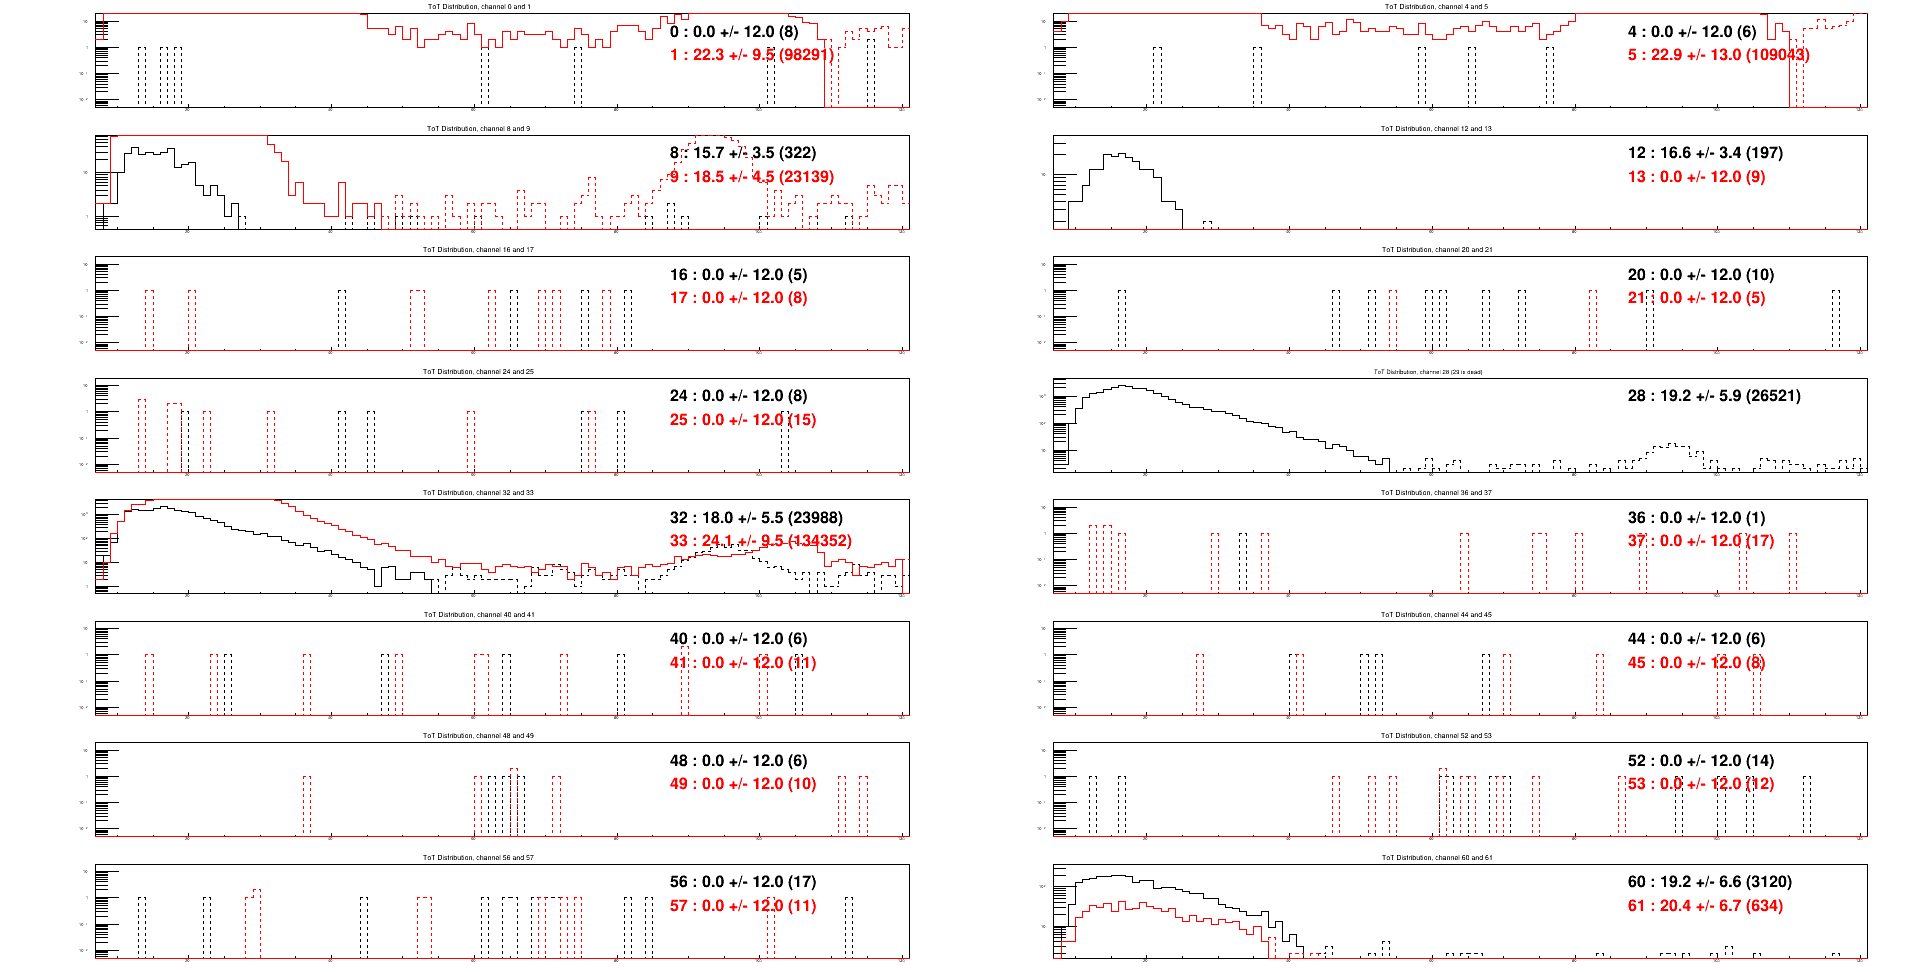 ToT Distribution, channel 0 and 1
0 : 0.0 +/- 12.0 (8)
1 : 22.3 +/- 9.5 (98291)
ToT Distribution, channel 4 and 5
4 : 0.0 +/- 12.0 (6)
5 : 22.9 +/- 13.0 (109043)
ToT Distribution, channel 8 and 9
8 : 15.7 +/- 3.5 (322)
9 : 18.5 +/- 4.5 (23139)
ToT Distribution, channel 12 and 13
12 : 16.6 +/- 3.4 (197)
13 : 0.0 +/- 12.0 (9)
ToT Distribution, channel 16 and 17
16 : 0.0 +/- 12.0 (5)
17 : 0.0 +/- 12.0 (8)
ToT Distribution, channel 20 and 21
20 : 0.0 +/- 12.0 (10)
21 : 0.0 +/- 12.0 (5)
ToT Distribution, channel 24 and 25
24 : 0.0 +/- 12.0 (8)
25 : 0.0 +/- 12.0 (15)
ToT Distribution, channel 28 (29 is dead)
28 : 19.2 +/- 5.9 (26521)
ToT Distribution, channel 32 and 33
32 : 18.0 +/- 5.5 (23988)
33 : 24.1 +/- 9.5 (134352)
ToT Distribution, channel 36 and 37
36 : 0.0 +/- 12.0 (1)
37 : 0.0 +/- 12.0 (17)
ToT Distribution, channel 40 and 41
40 : 0.0 +/- 12.0 (6)
41 : 0.0 +/- 12.0 (11)
ToT Distribution, channel 44 and 45
44 : 0.0 +/- 12.0 (6)
45 : 0.0 +/- 12.0 (8)
ToT Distribution, channel 48 and 49
48 : 0.0 +/- 12.0 (6)
49 : 0.0 +/- 12.0 (10)
ToT Distribution, channel 52 and 53
52 : 0.0 +/- 12.0 (14)
53 : 0.0 +/- 12.0 (12)
ToT Distribution, channel 56 and 57
56 : 0.0 +/- 12.0 (17)
57 : 0.0 +/- 12.0 (11)
ToT Distribution, channel 60 and 61
60 : 19.2 +/- 6.6 (3120)
61 : 20.4 +/- 6.7 (634)